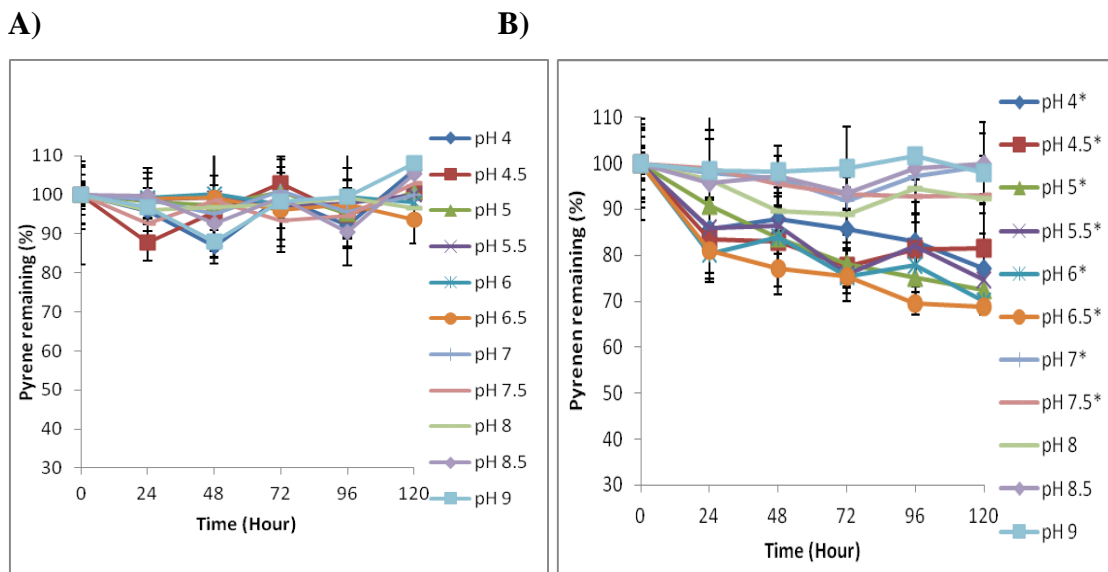 A)
B)
Pyrene remaining (%)
110
100
90
80
70
60
50
40
30
0 24 48 72 96 120
Time (Hour)
pH 4
pH 4.5
pH 5
pH 5.5
pH 6
pH 6.5
pH 7
pH 7.5
pH 8
pH 8.5
pH 9
Pyrenen remaining (%)
110
100
90
80
70
60
50
40
30
0 24 48 72 96 120
Time (Hour)
pH 4*
pH 4.5*
pH 5*
pH 5.5*
pH 6*
pH 6.5*
pH 7*
pH 7.5*
pH 8
pH 8.5
pH 9